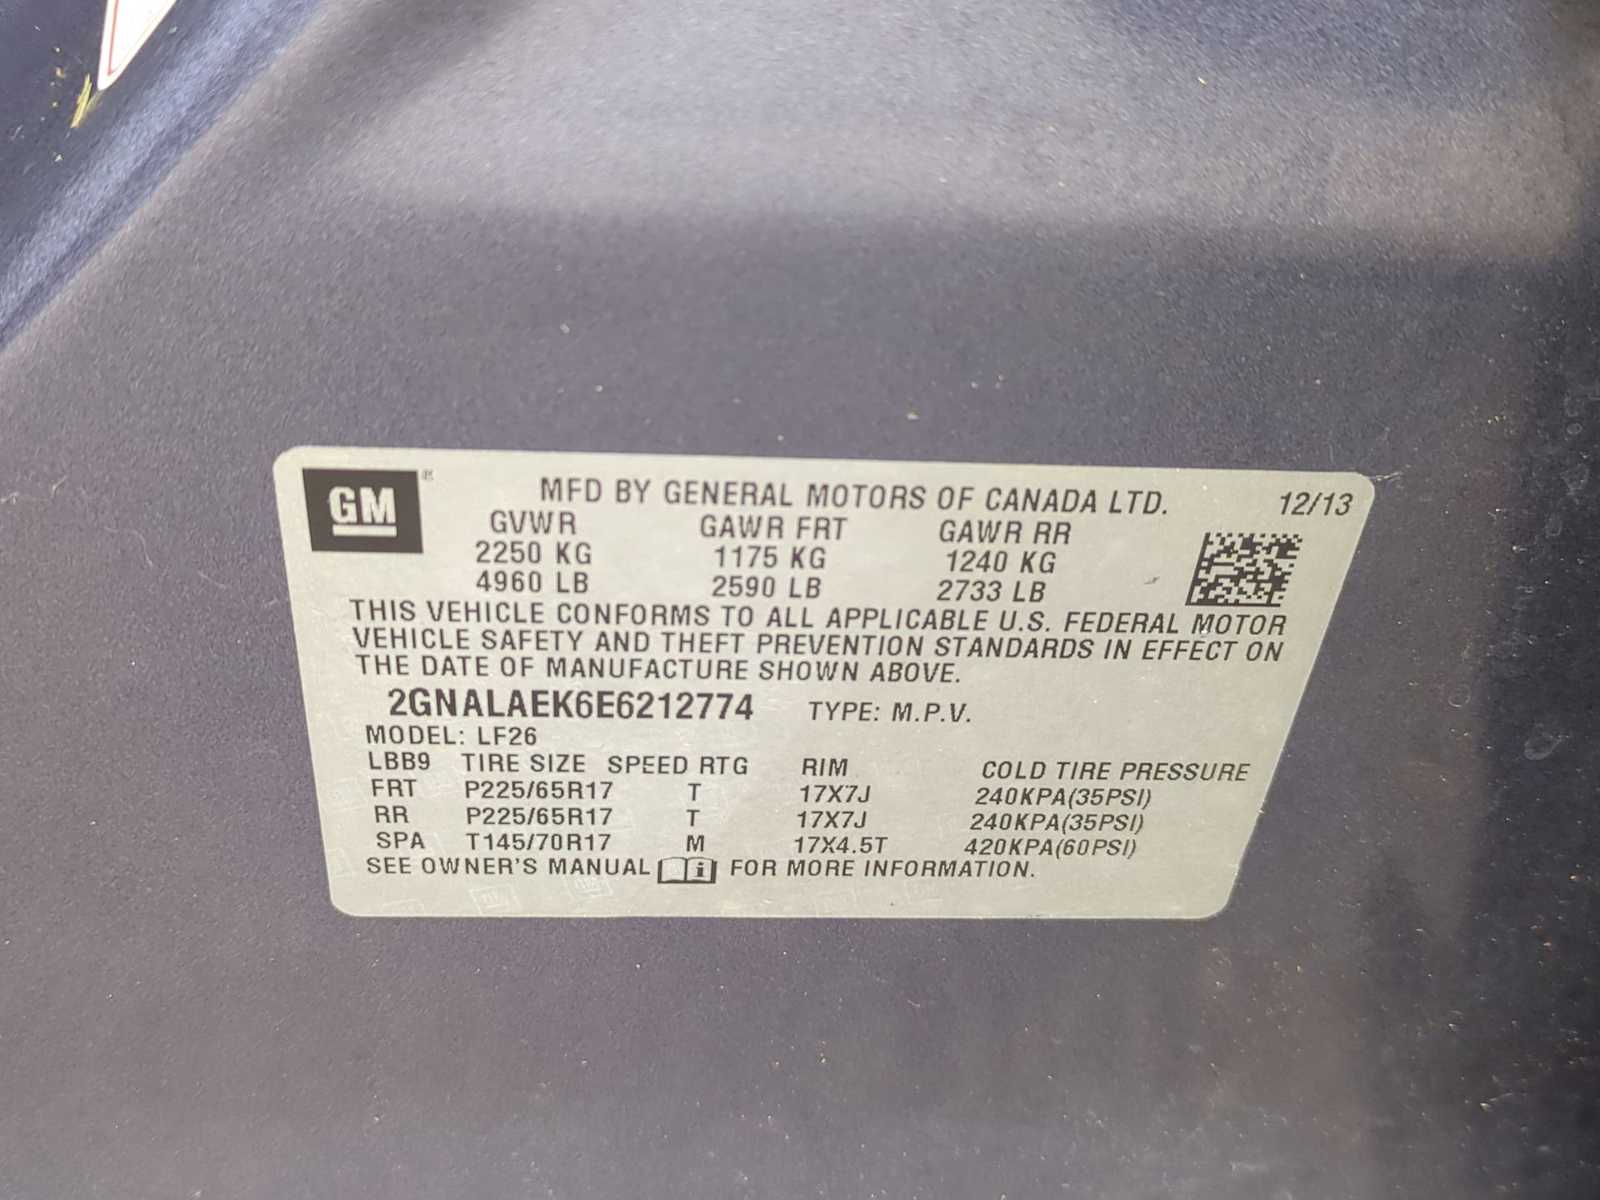 GM® MFD BY GENERAL MOTORS OF CANADA LTD. 12/13
GVWR GAWR FRT GAWR RR
2250 KG 1175 KG 1240 KG
4960 LB 2590 LB 2733 LB
THIS VEHICLE CONFORMS TO ALL APPLICABLE U.S. FEDERAL MOTOR
VEHICLE SAFETY AND THEFT PREVENTION STANDARDS IN EFFECT ON
THE DATE OF MANUFACTURE SHOWN ABOVE.
2GNALAEK6E6212774 TYPE: M.P.V.
MODEL: LF26
LBB9 TIRE SIZE SPEED RTG RIM COLD TIRE PRESSURE
FRT P225/65R17 T 17X7J 240KPA(35PSI)
RR P225/65R17 T 17X7J 240KPA(35PSI)
SPA T145/70R17 M 17X4.5T 420KPA(60PSI)
SEE OWNER'S MANUAL i FOR MORE INFORMATION.